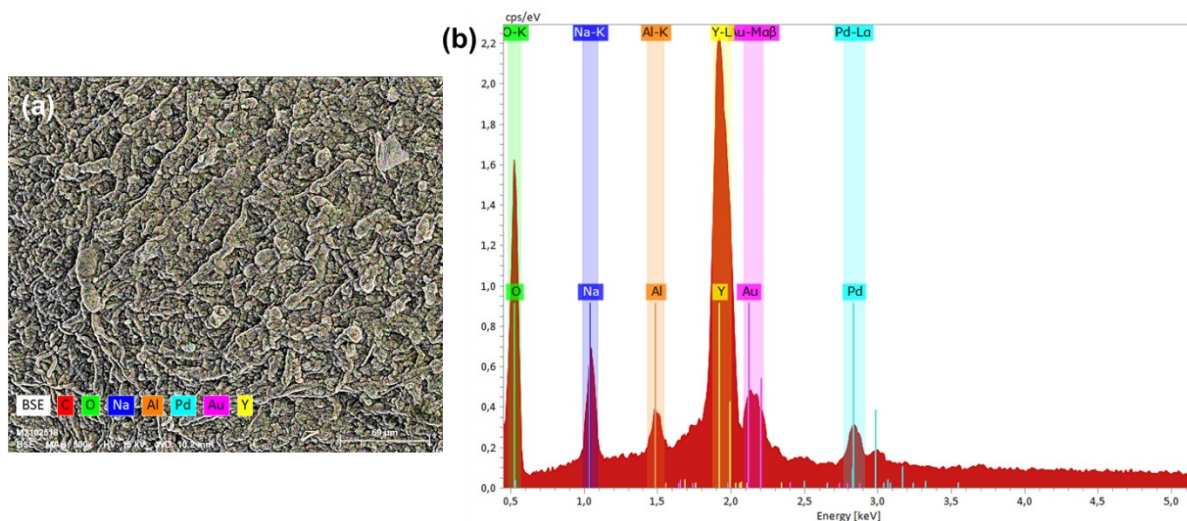 (a)
BSE C O Na Al Pd Au Y
60 µm
(b)
cps/eV
O-K Na-K Al-K Y-L Au-Mαβ Pd-Lα
2,2
2,0
1,8
1,6
1,4
1,2
1,0
0,8
0,6
0,4
0,2
0,0
O Na Al Y Au Pd
0,5 1,0 1,5 2,0 2,5 3,0 3,5 4,0 4,5 5,0
Energy [keV]